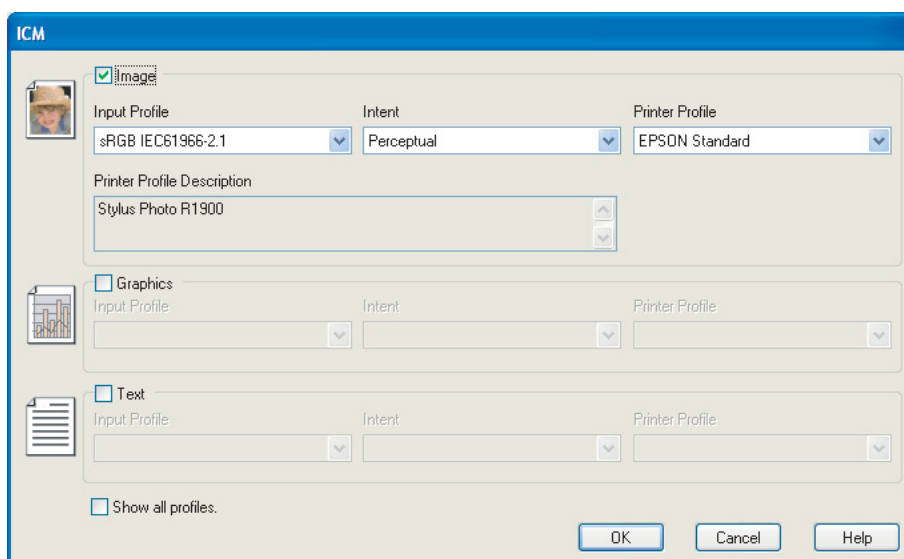 ICM
Image
Input Profile Intent Printer Profile
sRGB IEC61966-2.1 Perceptual EPSON Standard
Printer Profile Description
Stylus Photo R1900
Graphics
Input Profile Intent Printer Profile
Text
Input Profile Intent Printer Profile
Show all profiles.
OK Cancel Help